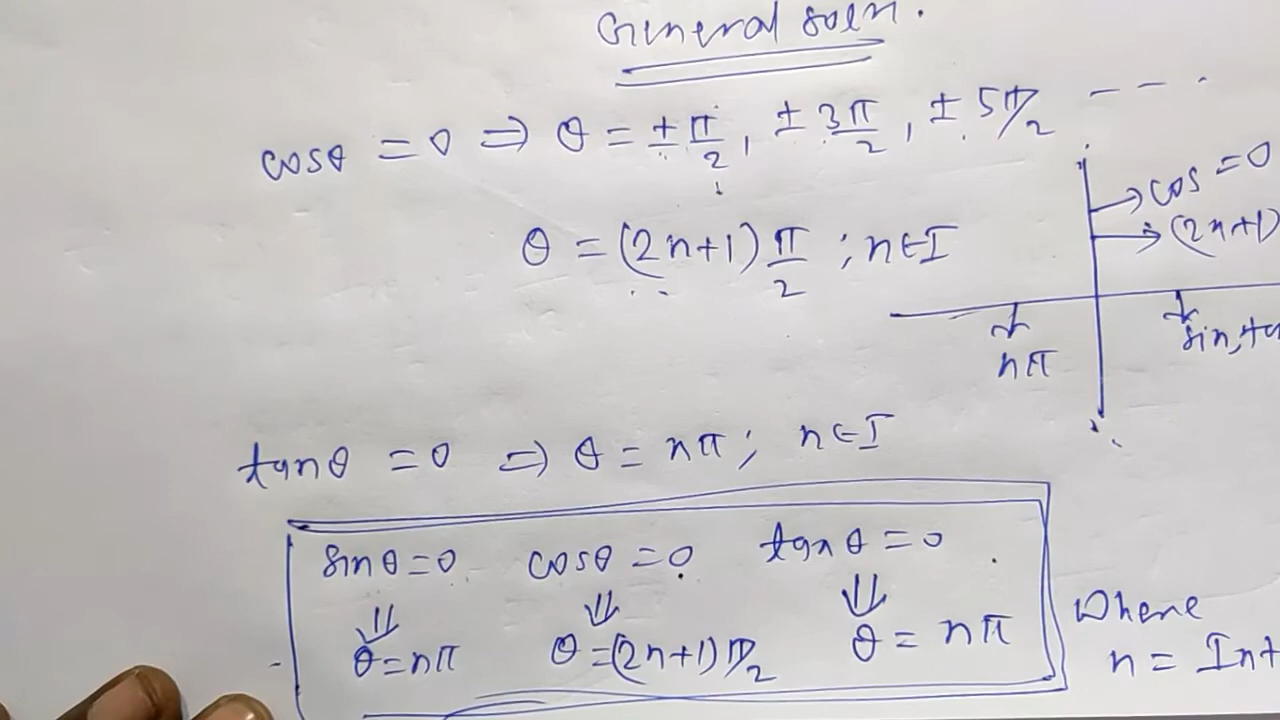 General soln.
cosθ = 0 ⇒ θ = ±π/2, ±3π/2, ±5π/2 - - - .
→ cos = 0
θ = (2n+1)π/2 ; n∈I
→ (2n+1)
nπ
sin, ta
tanθ = 0 ⇒ θ = nπ; n∈I
sinθ=0 cosθ=0 tanθ=0
⇓ ⇓ ⇓
θ=nπ θ=(2n+1)π/2 θ = nπ
Where
n = Int